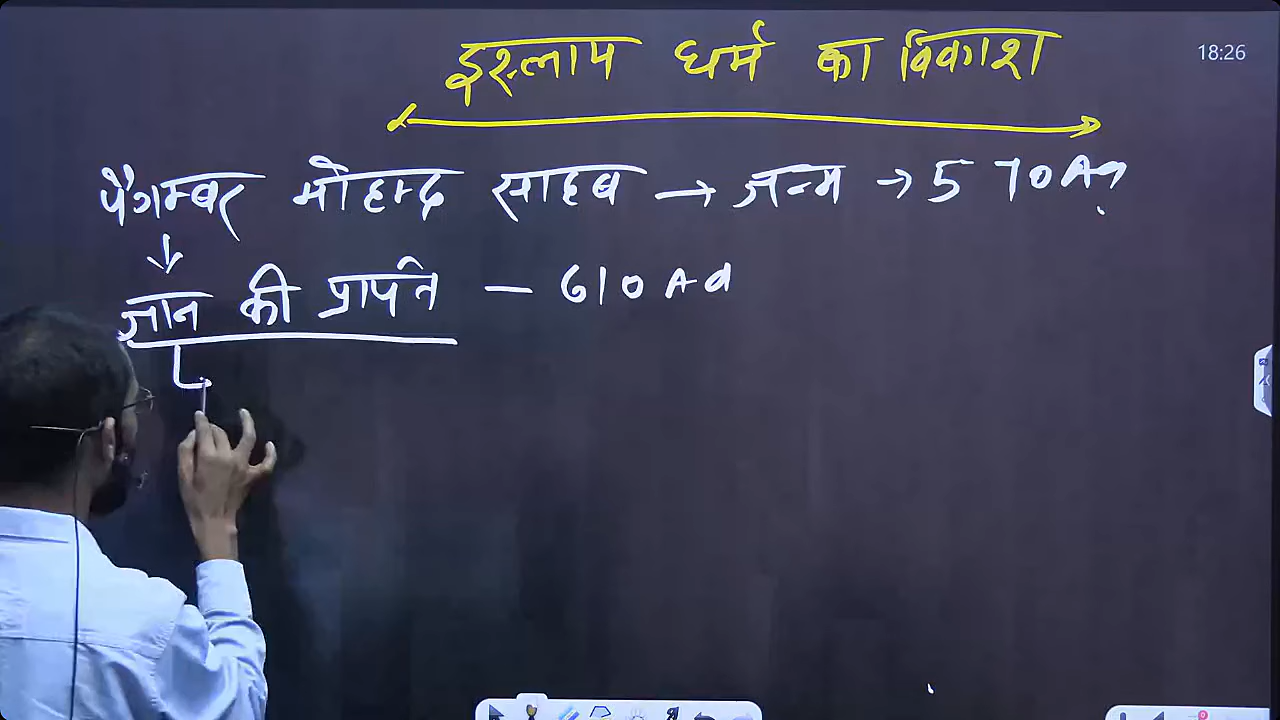 इस्लाम धर्म का विकाश
18:26
पैगम्बर मोहम्मद साहब → जन्म → 570 AD
ज्ञान की प्राप्ति — 610 Ad